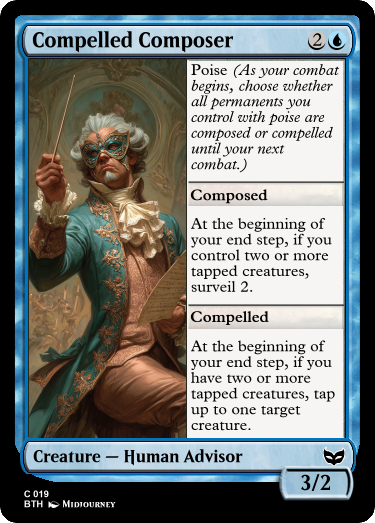 Compelled Composer 2
Poise (As your combat
begins, choose whether
all permanents you
control with poise are
composed or compelled
until your next
combat.)
Composed
At the beginning of
your end step, if you
control two or more
tapped creatures,
surveil 2.
Compelled
At the beginning of
your end step, if you
have two or more
tapped creatures, tap
up to one target
creature.
Creature — Human Advisor
3/2
C 019
BTH Midjourney